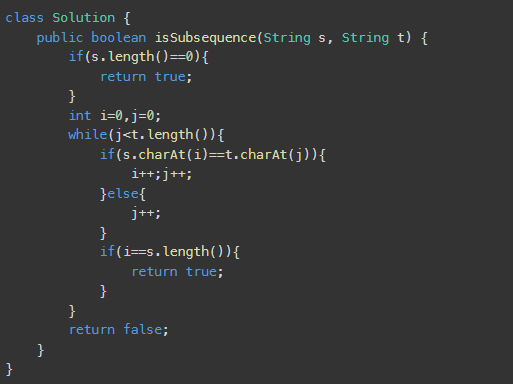 class Solution {
    public boolean isSubsequence(String s, String t) {
        if(s.length()==0){
            return true;
        }
        int i=0,j=0;
        while(j<t.length()){
            if(s.charAt(i)==t.charAt(j)){
                i++;j++;
            }else{
                j++;
            }
            if(i==s.length()){
                return true;
            }
        }
        return false;
    }
}